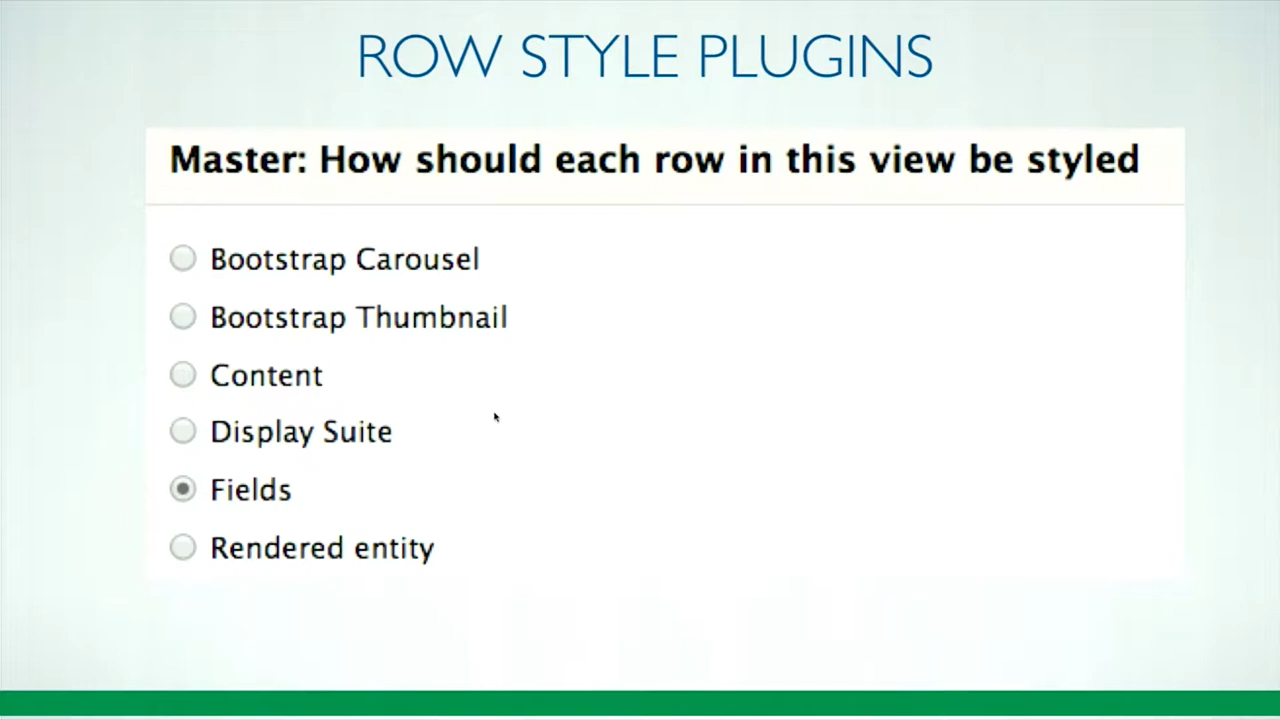 ROW STYLE PLUGINS
Master: How should each row in this view be styled
Bootstrap Carousel
Bootstrap Thumbnail
Content
Display Suite
Fields
Rendered entity